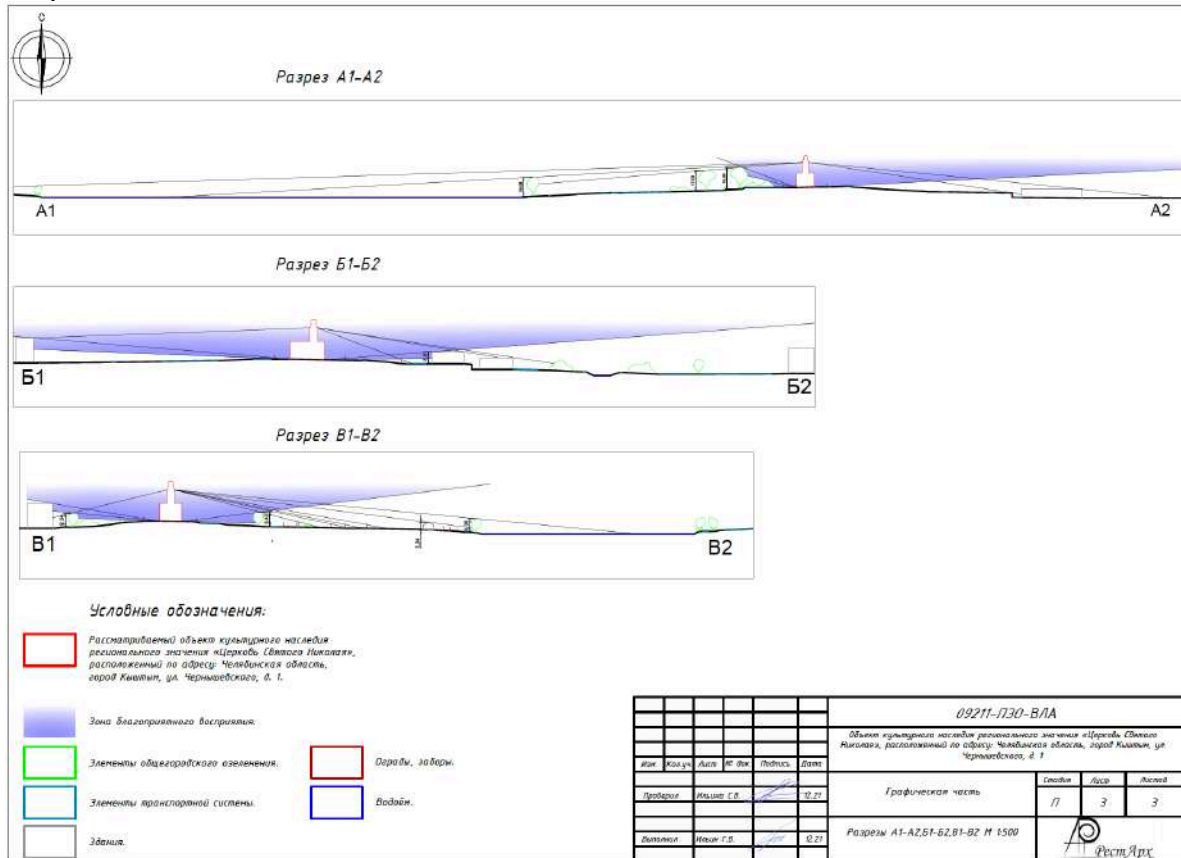 С
Разрез А1-А2
А1
А2
Разрез Б1-Б2
Б1
Б2
Разрез В1-В2
В1
В2
Условные обозначения:
Рассматриваемый объект культурного наследия
регионального значения «Церковь Святого Николая»,
расположенный по адресу: Челябинская область,
город Кыштым, ул. Чернышевского, д. 1.
Зона благоприятного восприятия.
Элементы общегородского озеленения.
Ограды, заборы.
Элементы транспортной системы.
Водоём.
Здания.
09211-ПЭО-ВЛА
Объект культурного наследия регионального значения «Церковь Святого
Николая», расположенный по адресу: Челябинская область, город Кыштым, ул.
Чернышевского, д. 1
Изм. Кол.уч Лист № док. Подпись Дата
Проверил Ильина С.В. 12.21
Графическая часть
Стадия Лист Листов
П 3 3
Выполнил Ильин Г.В. 12.21
Разрезы А1-А2,Б1-Б2,В1-В2 М 1:500
РестАрх